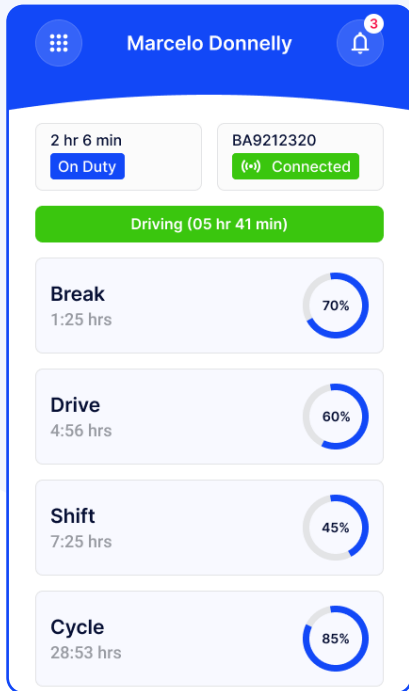 Marcelo Donnelly
3
2 hr 6 min
On Duty
BA9212320
Connected
Driving (05 hr 41 min)
Break
1:25 hrs
70%
Drive
4:56 hrs
60%
Shift
7:25 hrs
45%
Cycle
28:53 hrs
85%